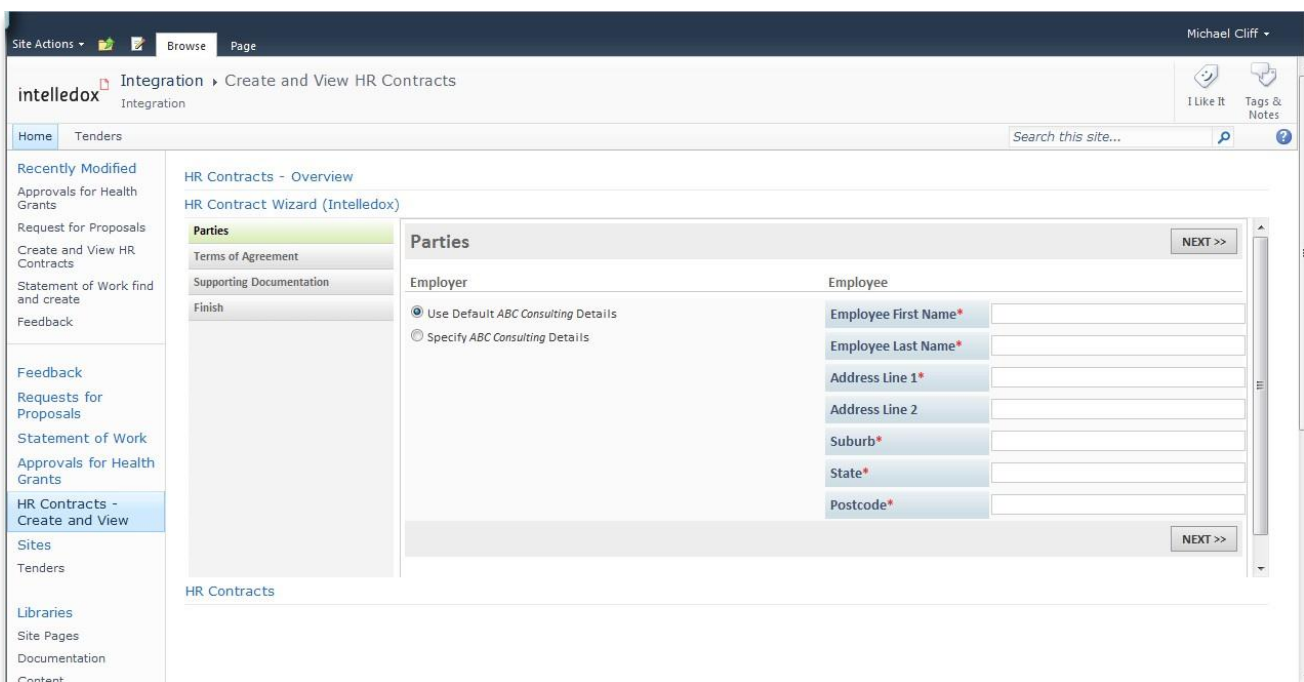 Michael Cliff
Site Actions
Browse
Page
intelledox
Integration ▸ Create and View HR Contracts
Integration
I Like It
Tags &
Notes
Home
Tenders
Search this site...
Recently Modified
Approvals for Health
Grants
Request for Proposals
Create and View HR
Contracts
Statement of Work find
and create
Feedback
Feedback
Requests for
Proposals
Statement of Work
Approvals for Health
Grants
HR Contracts -
Create and View
Sites
Tenders
Libraries
Site Pages
Documentation
Content
HR Contracts - Overview
HR Contract Wizard (Intelledox)
Parties
Terms of Agreement
Supporting Documentation
Finish
Parties
NEXT >>
Employer
Use Default ABC Consulting Details
Specify ABC Consulting Details
Employee
Employee First Name*
Employee Last Name*
Address Line 1*
Address Line 2
Suburb*
State*
Postcode*
NEXT >>
HR Contracts